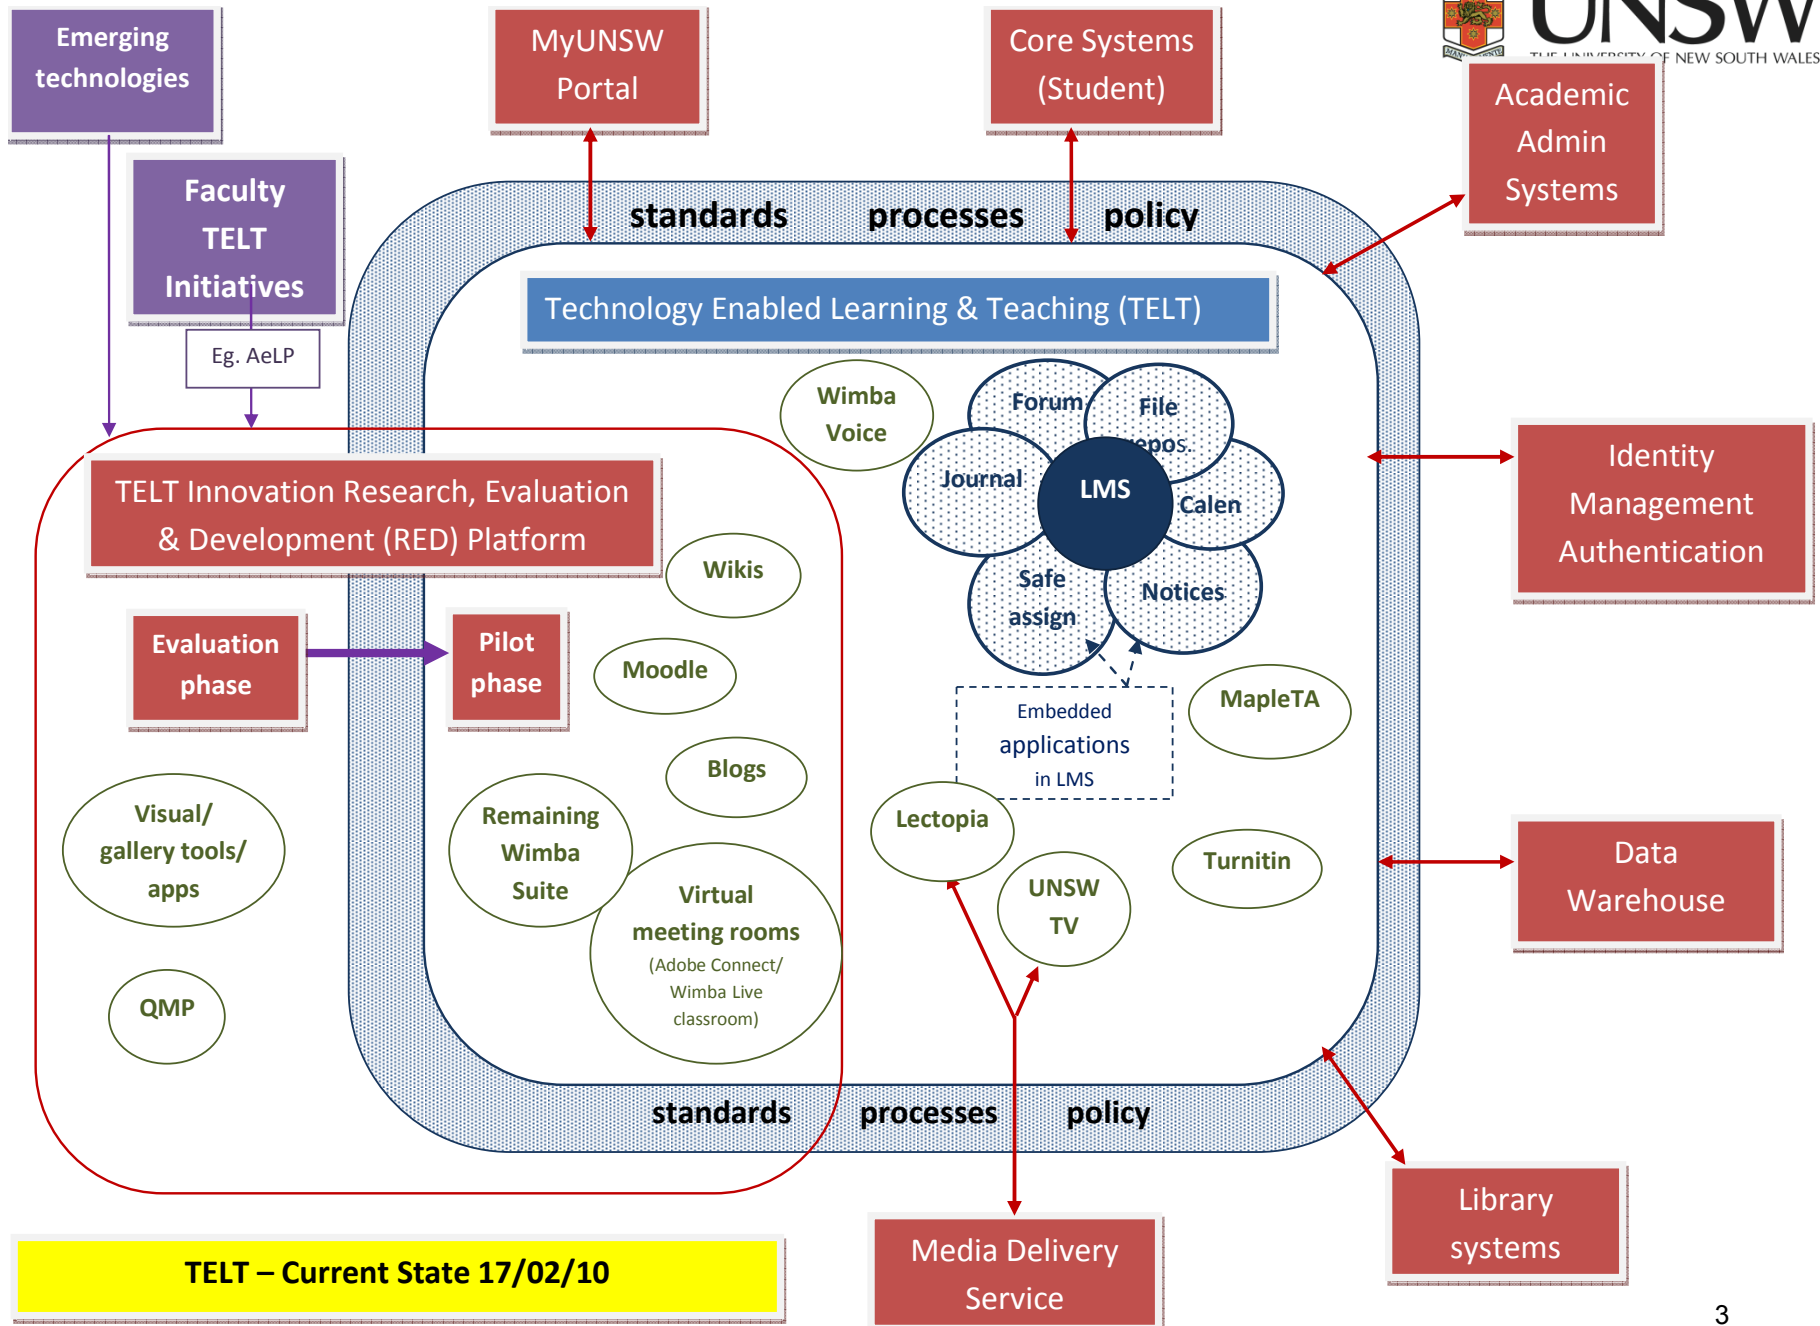 UNSW
THE UNIVERSITY OF NEW SOUTH WALES
Emerging
technologies
MyUNSW
Portal
Core Systems
(Student)
Academic
Admin
Systems
Faculty
TELT
Initiatives
Eg. AeLP
standards processes policy
Technology Enabled Learning & Teaching (TELT)
Wimba
Voice
Forum
File
repos.
Journal
LMS
Calen
Safe
assign
Notices
Embedded
applications
in LMS
TELT Innovation Research, Evaluation
& Development (RED) Platform
Evaluation
phase
Pilot
phase
Wikis
Moodle
Blogs
Visual/
gallery tools/
apps
QMP
Remaining
Wimba
Suite
Virtual
meeting rooms
(Adobe Connect/
Wimba Live
classroom)
MapleTA
Lectopia
UNSW
TV
Turnitin
Identity
Management
Authentication
Data
Warehouse
Library
systems
standards processes policy
Media Delivery
Service
TELT – Current State 17/02/10
3